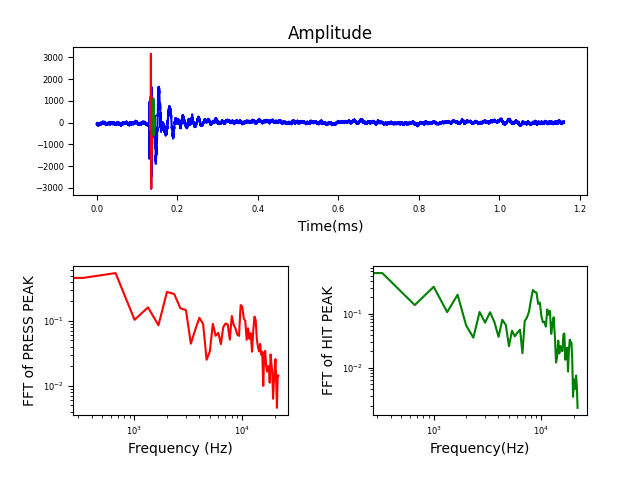 Amplitude
3000
2000
1000
0
−1000
−2000
−3000
0.0 0.2 0.4 0.6 0.8 1.0 1.2
Time(ms)
FFT of PRESS PEAK
10⁻¹
10⁻²
10³ 10⁴
Frequency (Hz)
FFT of HIT PEAK
10⁻¹
10⁻²
10³ 10⁴
Frequency(Hz)